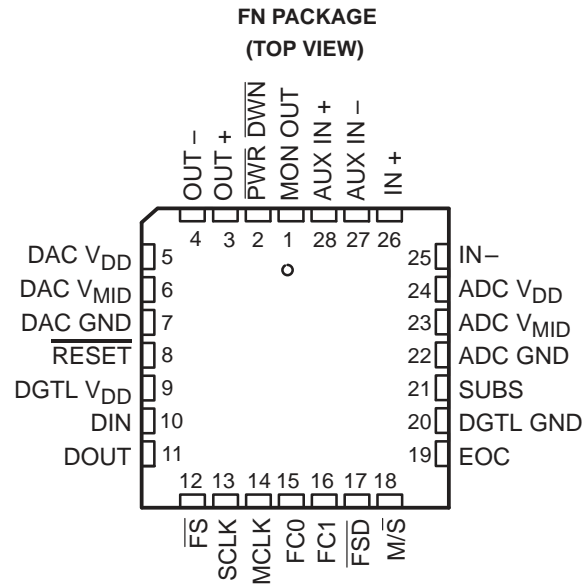 FN PACKAGE
(TOP VIEW)
OUT –
OUT +
PWR DWN
MON OUT
AUX IN +
AUX IN –
IN +
4
3
2
1
28
27
26
DAC VDD
5
DAC VMID
6
DAC GND
7
RESET
8
DGTL VDD
9
DIN
10
DOUT
11
25
IN–
24
ADC VDD
23
ADC VMID
22
ADC GND
21
SUBS
20
DGTL GND
19
EOC
12
13
14
15
16
17
18
FS
SCLK
MCLK
FC0
FC1
FSD
M/S